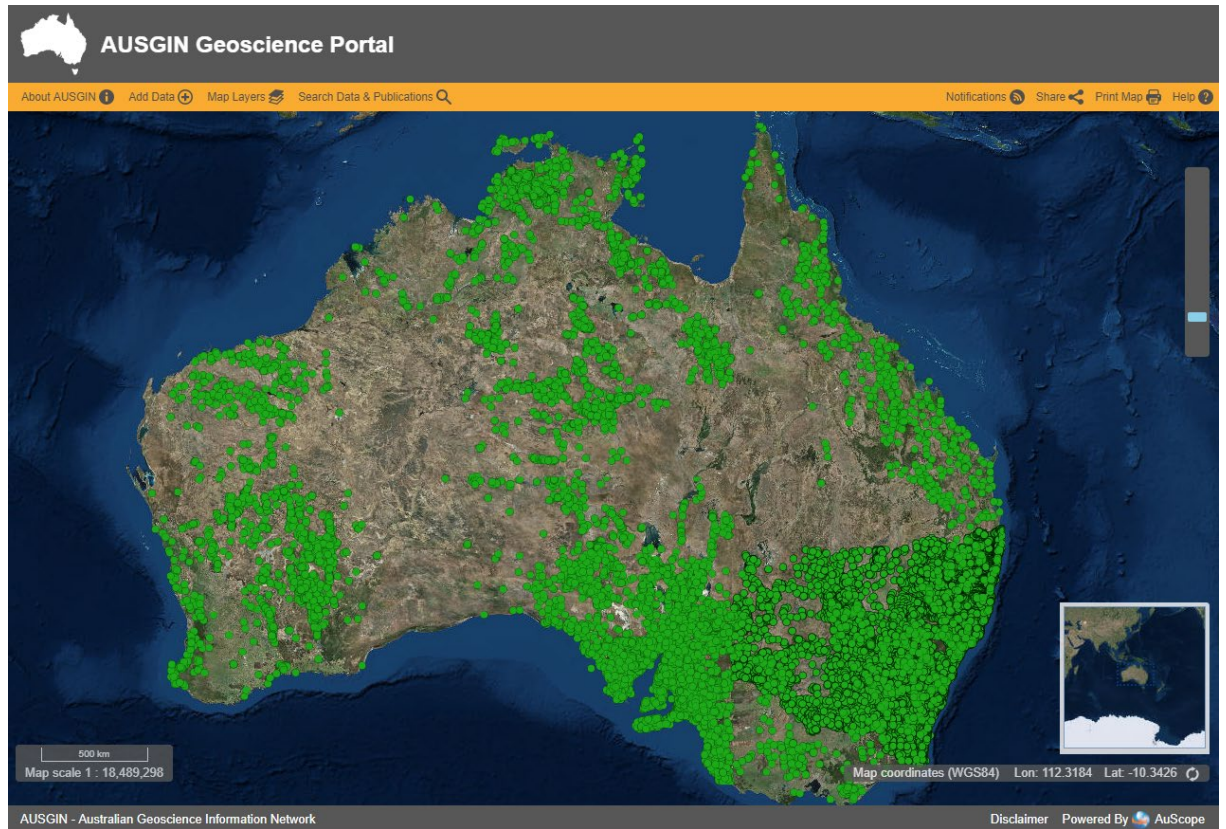 AUSGIN Geoscience Portal
About AUSGIN Add Data Map Layers Search Data & Publications Notifications Share Print Map Help
500 km
Map scale 1 : 18,489,298
Map coordinates (WGS84) Lon: 112.3184 Lat: -10.3426
AUSGIN - Australian Geoscience Information Network Disclaimer Powered By AuScope